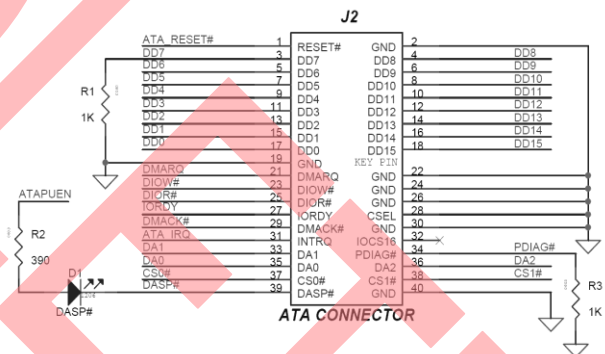 J2
ATA_RESET# 1 RESET# GND 2
DD7 3 DD7 DD8 4 DD8
DD6 5 DD6 DD9 6 DD9
DD5 7 DD5 DD10 8 DD10
DD4 9 DD4 DD11 10 DD11
DD3 11 DD3 DD12 12 DD12
DD2 13 DD2 DD13 14 DD13
DD1 15 DD1 DD14 16 DD14
DD0 17 DD0 DD15 18 DD15
19 GND KEY PIN
DMARQ 21 DMARQ GND 22
DIOW# 23 DIOW# GND 24
DIOR# 25 DIOR# GND 26
IORDY 27 IORDY CSEL 28
DMACK# 29 DMACK# GND 30
ATA_IRQ 31 INTRQ IOCS16 32
DA1 33 DA1 PDIAG# 34 PDIAG#
DA0 35 DA0 DA2 36 DA2
CS0# 37 CS0# CS1# 38 CS1#
DASP# 39 DASP# GND 40
ATA CONNECTOR
R1
1K
ATAPUEN
R2
390
D1
DASP#
R3
1K